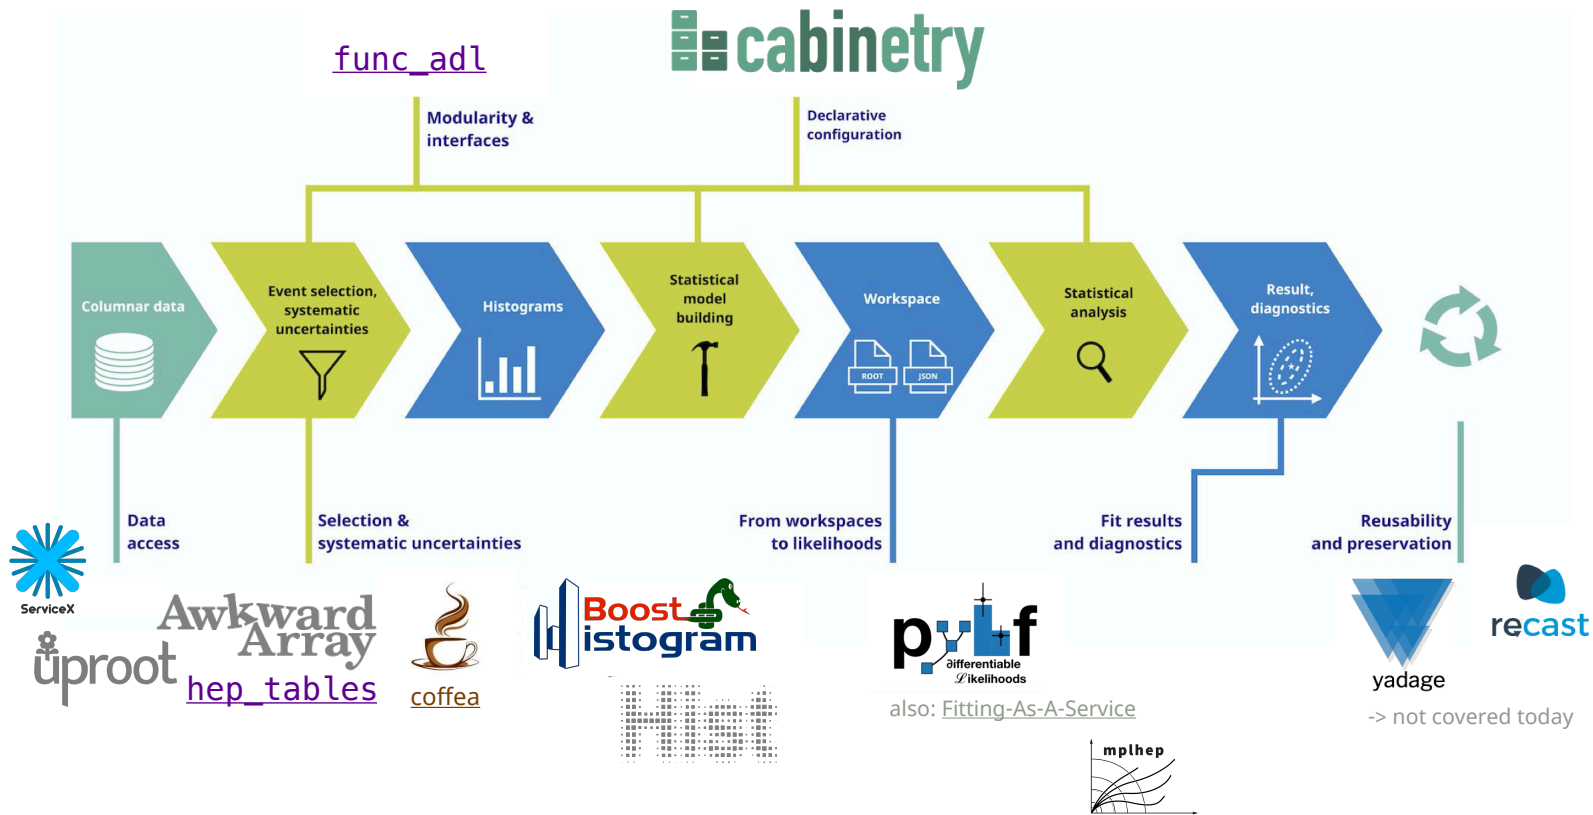 func_adl
cabinetry
Modularity &
interfaces
Declarative
configuration
Columnar data
Event selection,
systematic
uncertainties
Histograms
Statistical
model
building
Workspace
ROOT
JSON
Statistical
analysis
Result,
diagnostics
Data
access
Selection &
systematic uncertainties
From workspaces
to likelihoods
Fit results
and diagnostics
Reusability
and preservation
ServiceX
uproot
Awkward
Array
hep_tables
coffea
Boost
Histogram
Hist
pyhf
∂ifferentiable
ℒikelihoods
also: Fitting-As-A-Service
mplhep
yadage
recast
-> not covered today